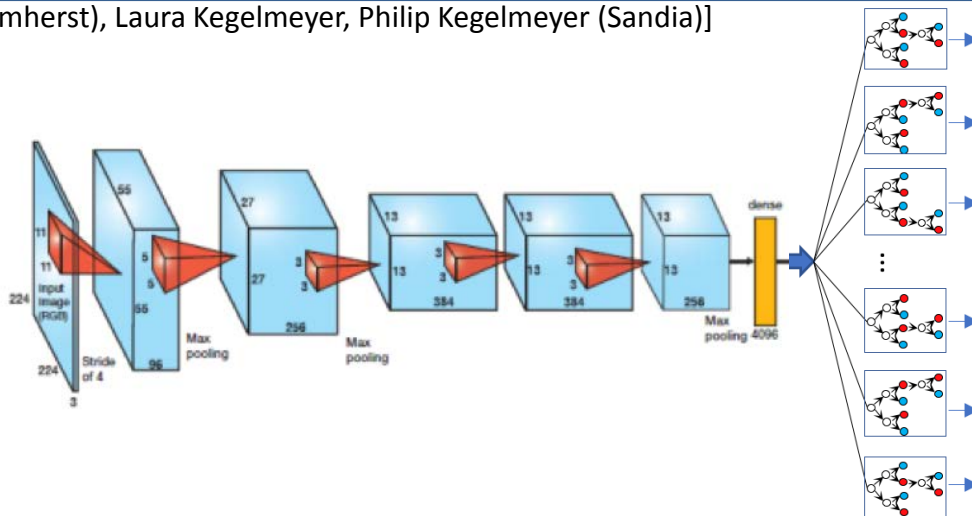 mherst), Laura Kegelmeyer, Philip Kegelmeyer (Sandia)]
11
11
Input
image
(RGB)
224
224
3
Stride
of 4
55
5
5
55
96
Max
pooling
27
3
3
27
256
Max
pooling
13
3
3
13
384
13
3
3
13
384
13
13
256
Max
pooling
dense
4096
...